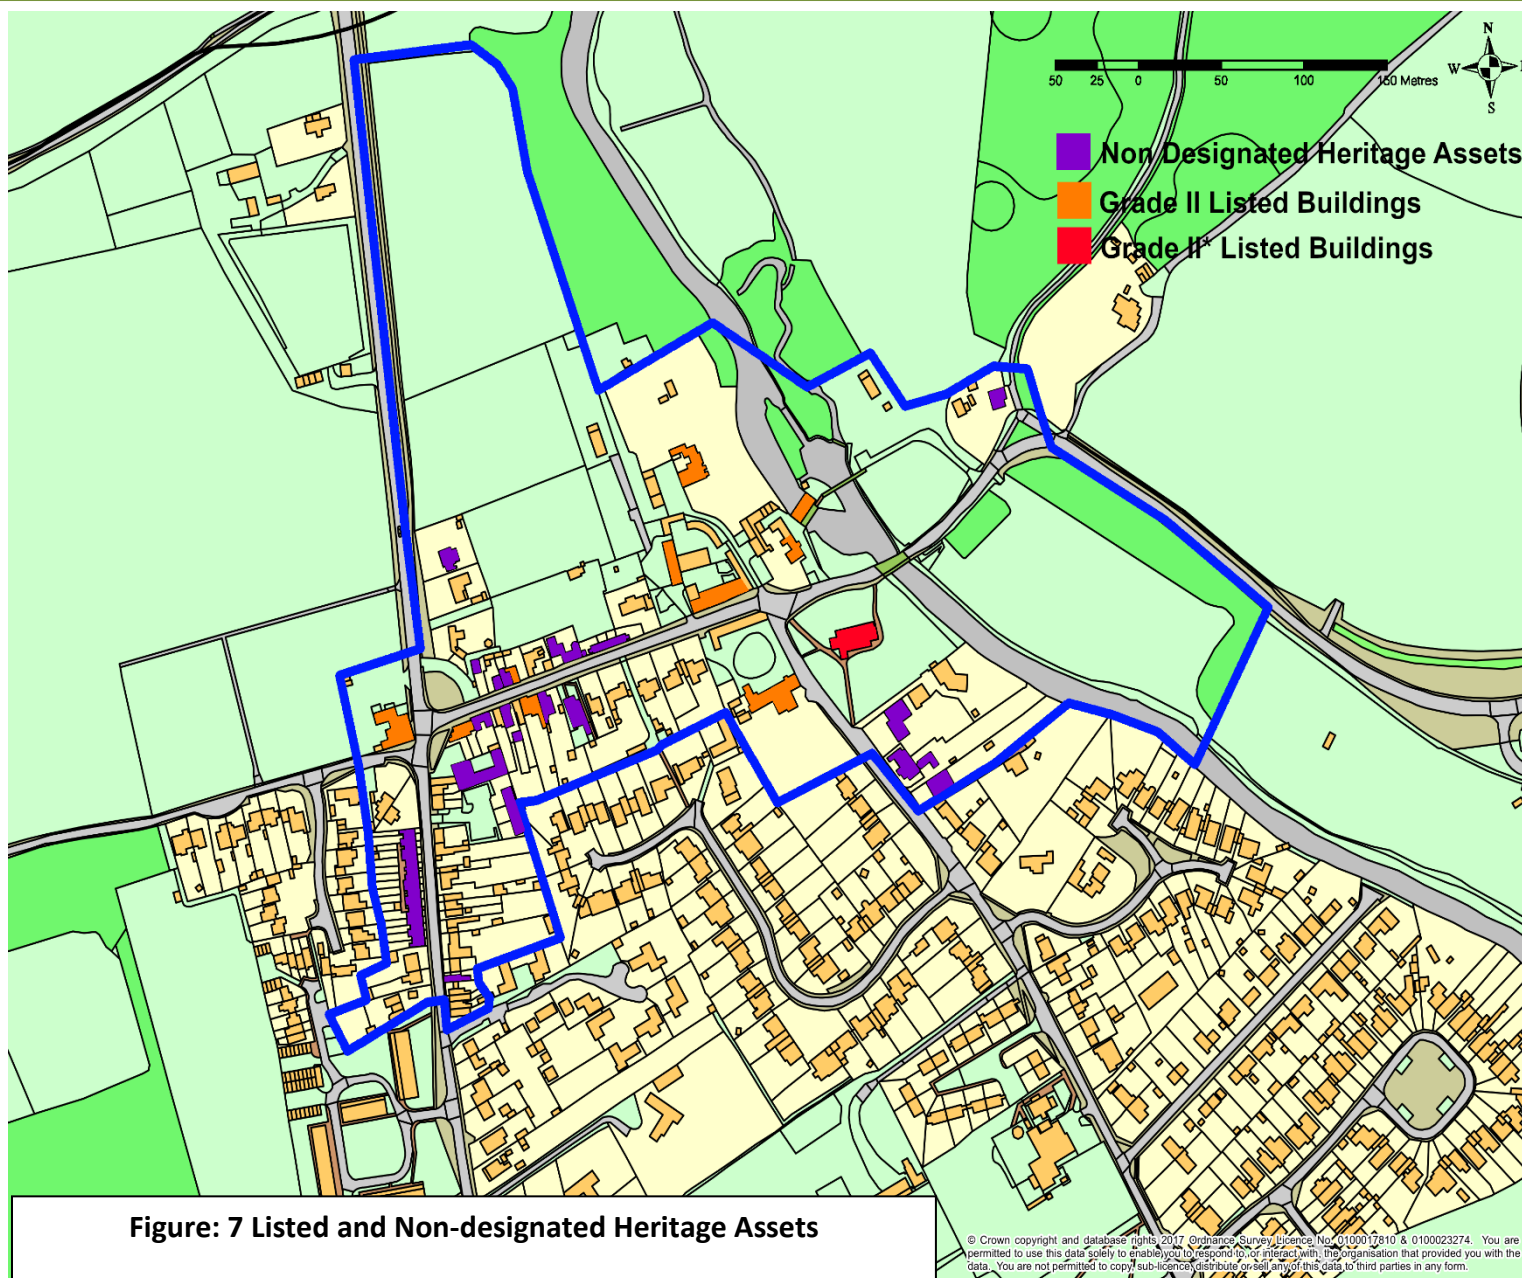 N
W
S
50 25 0 50 100 150 Metres
Non Designated Heritage Assets
Grade II Listed Buildings
Grade II* Listed Buildings
Figure: 7 Listed and Non-designated Heritage Assets
© Crown copyright and database rights 2017 Ordnance Survey Licence No. 0100017810 & 0100023274. You are
permitted to use this data solely to enable you to respond to, or interact with, the organisation that provided you with the
data. You are not permitted to copy, sub-licence, distribute or sell any of this data to third parties in any form.